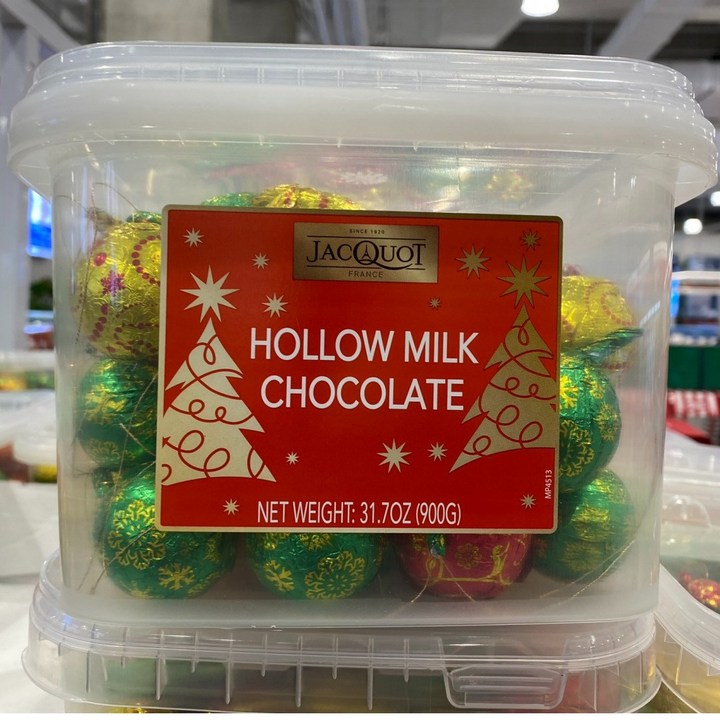 SINCE 1920
JACQUOT
FRANCE
HOLLOW MILK
CHOCOLATE
NET WEIGHT: 31.7OZ (900G)
MP4513